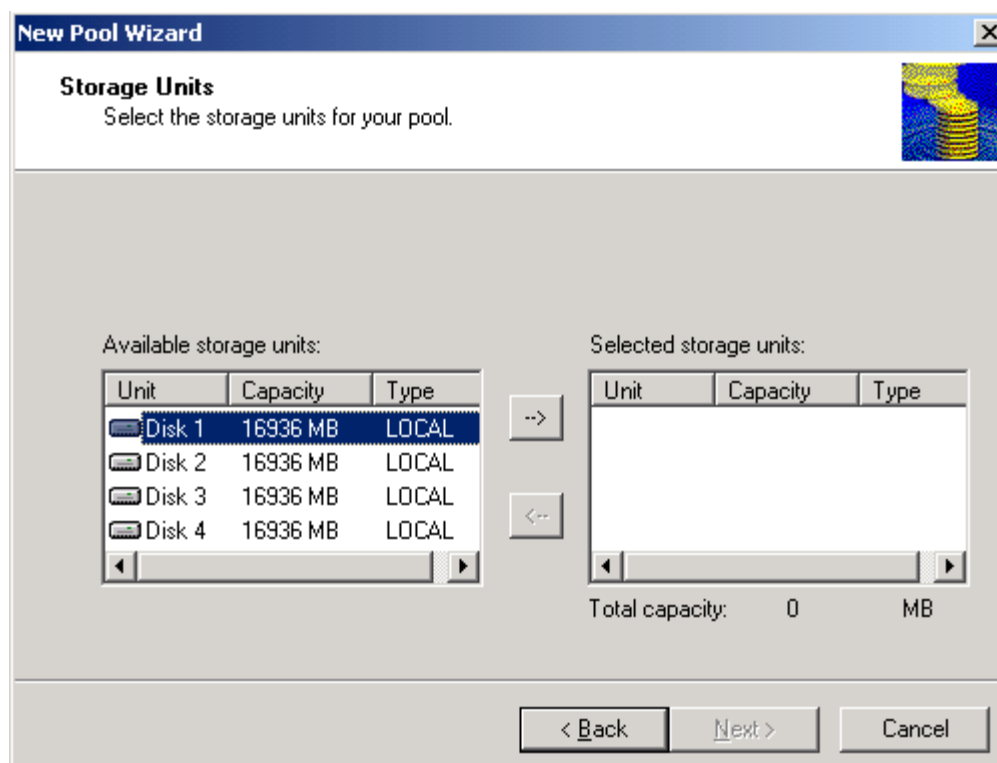 New Pool Wizard
Storage Units
Select the storage units for your pool.
Available storage units:
Unit Capacity Type
Disk 1 16936 MB LOCAL
Disk 2 16936 MB LOCAL
Disk 3 16936 MB LOCAL
Disk 4 16936 MB LOCAL
-->
<--
Selected storage units:
Unit Capacity Type
Total capacity: 0 MB
< Back Next > Cancel